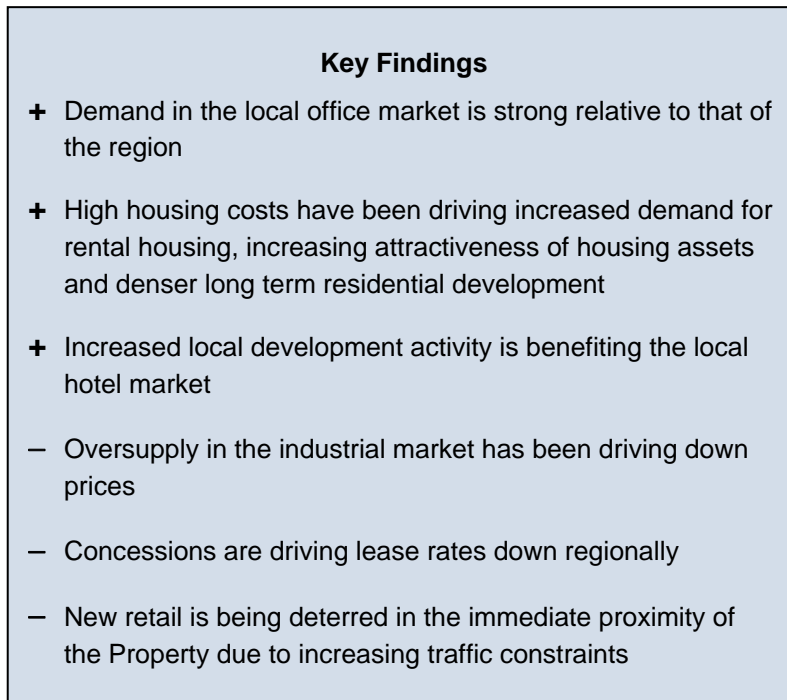 Key Findings
+ Demand in the local office market is strong relative to that of
the region
+ High housing costs have been driving increased demand for
rental housing, increasing attractiveness of housing assets
and denser long term residential development
+ Increased local development activity is benefiting the local
hotel market
– Oversupply in the industrial market has been driving down
prices
– Concessions are driving lease rates down regionally
– New retail is being deterred in the immediate proximity of
the Property due to increasing traffic constraints